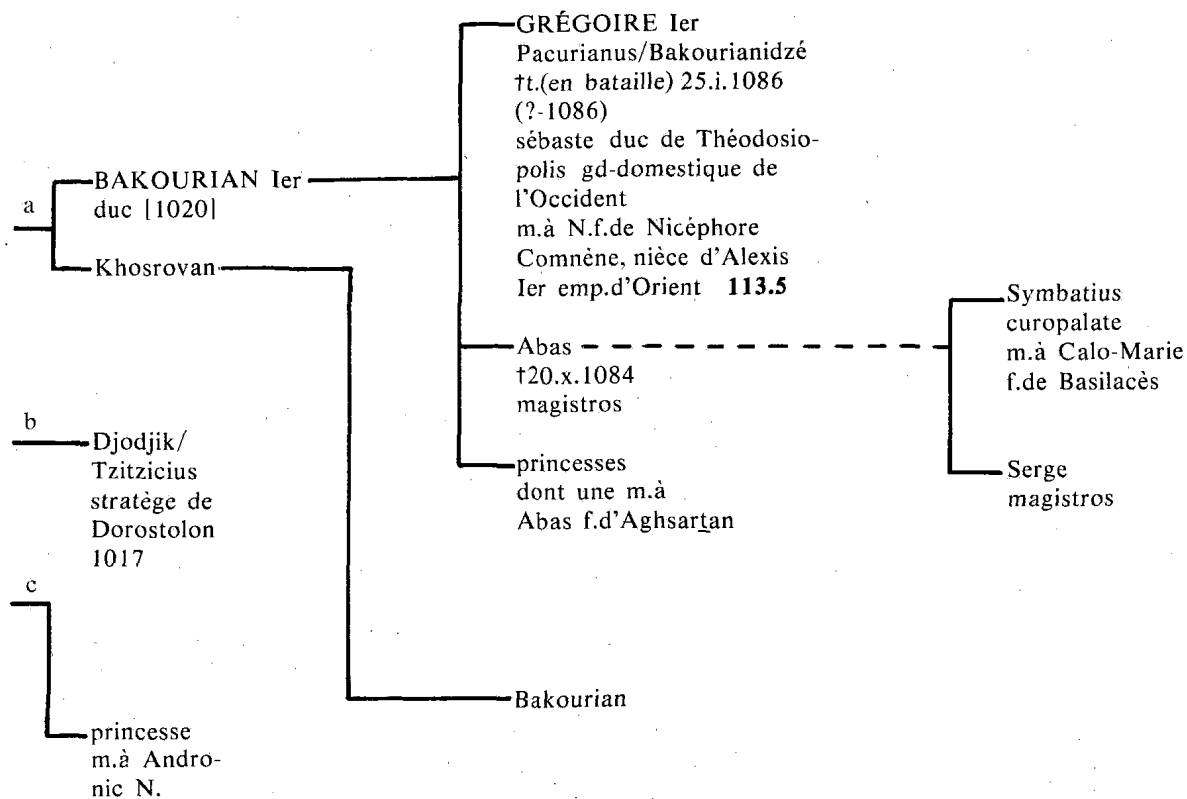 GRÉGOIRE Ier
Pacurianus/Bakourianidzé
†t.(en bataille) 25.i.1086
(?-1086)
sébaste duc de Théodosio-
polis gd-domestique de
l'Occident
m.à N.f.de Nicéphore
Comnène, nièce d'Alexis
Ier emp.d'Orient 113.5
a
BAKOURIAN Ier
duc [1020]
Khosrovan
Symbatius
curopalate
m.à Calo-Marie
f.de Basilacès
Abas
†20.x.1084
magistros
b
Djodjik/
Tzitzicius
stratège de
Dorostolon
1017
princesses
dont une m.à
Abas f.d'Aghsarṯan
Serge
magistros
c
Bakourian
princesse
m.à Andro-
nic N.